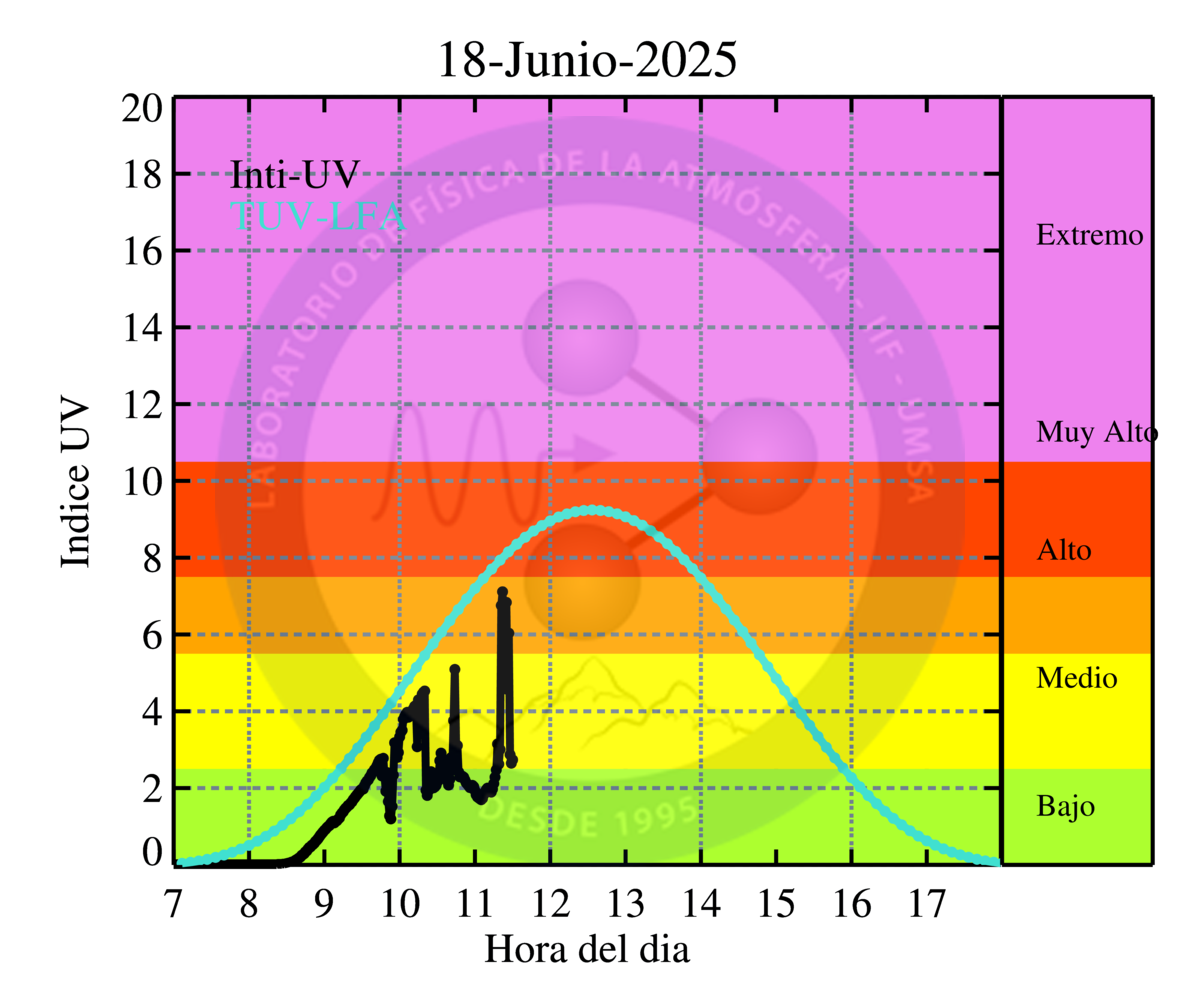 18-Junio-2025
Indice UV
20
18
16
14
12
10
8
6
4
2
0
Inti-UV
TUV-LFA
LABORATORIO DE FÍSICA DE LA ATMÓSFERA - IIF - UMSA
DESDE 1995
Extremo
Muy Alto
Alto
Medio
Bajo
7 8 9 10 11 12 13 14 15 16 17
Hora del dia